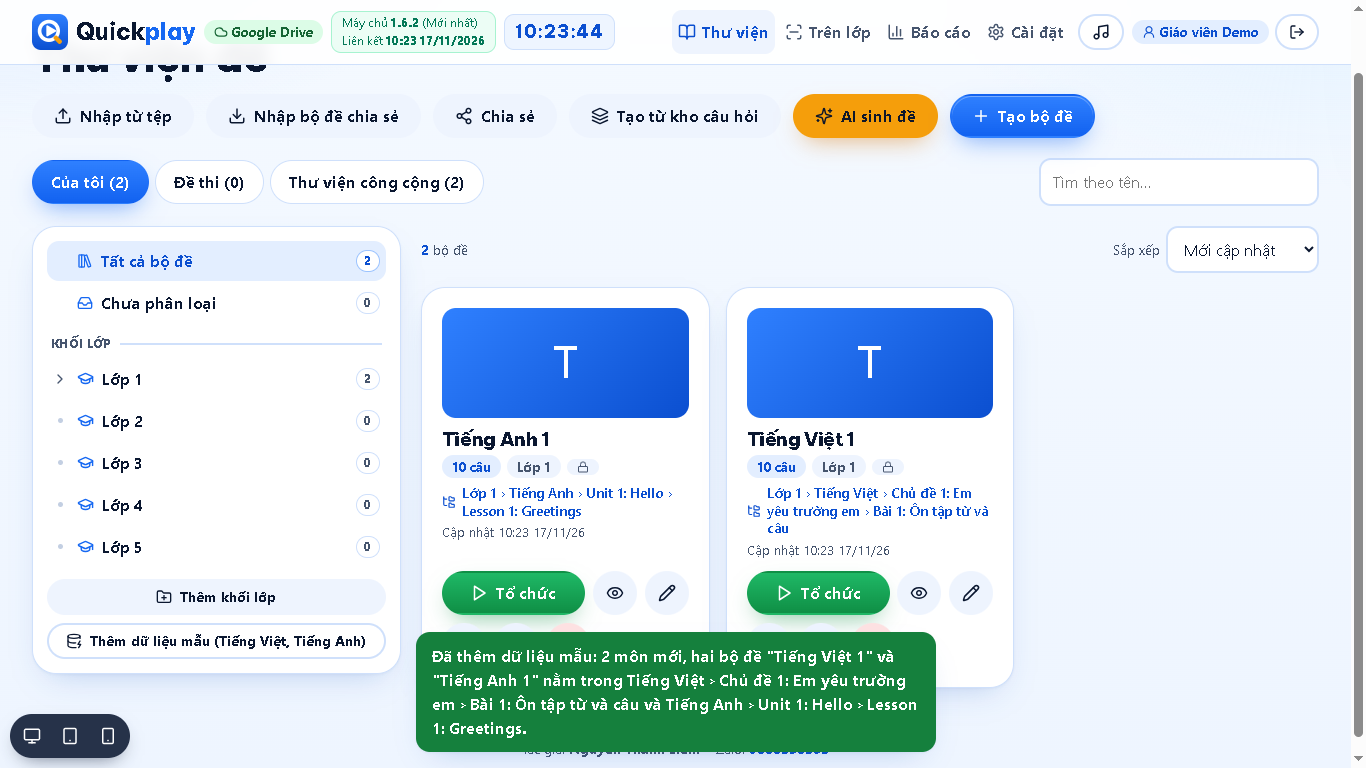 Quickplay
Google Drive
Máy chủ 1.6.2 (Mới nhất)
Liên kết 10:23 17/11/2026
10:23:44
Thư viện
Trên lớp
Báo cáo
Cài đặt
Giáo viên Demo
Thư viện đề
Nhập từ tệp
Nhập bộ đề chia sẻ
Chia sẻ
Tạo từ kho câu hỏi
AI sinh đề
Tạo bộ đề
Của tôi (2)
Đề thi (0)
Thư viện công cộng (2)
Tìm theo tên...
Tất cả bộ đề 2
Chưa phân loại 0
KHỐI LỚP
Lớp 1 2
Lớp 2 0
Lớp 3 0
Lớp 4 0
Lớp 5 0
Thêm khối lớp
Thêm dữ liệu mẫu (Tiếng Việt, Tiếng Anh)
2 bộ đề
Sắp xếp
Mới cập nhật
T
Tiếng Anh 1
10 câu
Lớp 1
Lớp 1 › Tiếng Anh › Unit 1: Hello ›
Lesson 1: Greetings
Cập nhật 10:23 17/11/26
Tổ chức
T
Tiếng Việt 1
10 câu
Lớp 1
Lớp 1 › Tiếng Việt › Chủ đề 1: Em
yêu trường em › Bài 1: Ôn tập từ và
câu
Cập nhật 10:23 17/11/26
Tổ chức
Đã thêm dữ liệu mẫu: 2 môn mới, hai bộ đề "Tiếng Việt 1" và
"Tiếng Anh 1" nằm trong Tiếng Việt › Chủ đề 1: Em yêu trường
em › Bài 1: Ôn tập từ và câu và Tiếng Anh › Unit 1: Hello › Lesson
1: Greetings.